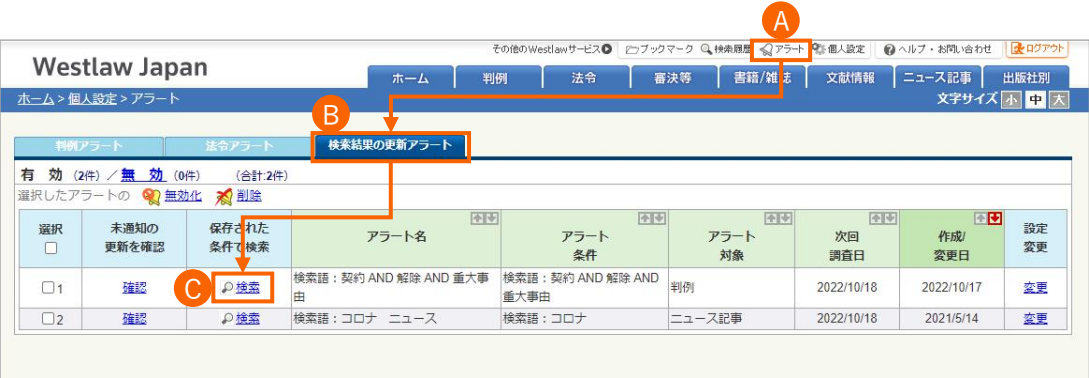 A
その他のWestlawサービス ブックマーク 検索履歴 アラート 個人設定 ヘルプ・お問い合わせ ログアウト
Westlaw Japan
ホーム 判例 法令 審決等 書籍/雑誌 文献情報 ニュース記事 出版社別
ホーム > 個人設定 > アラート 文字サイズ 小 中 大
B
判例アラート 法令アラート 検索結果の更新アラート
有 効 (2件) / 無 効 (0件) (合計:2件)
選択したアラートの 無効化 削除
選択 未通知の 保存された アラート名 アラート アラート 次回 作成/ 設定
更新を確認 条件で検索 条件 対象 調査日 変更日 変更
C
1 確認 検索 検索語:契約 AND 解除 AND 重大事 検索語:契約 AND 解除 AND 判例 2022/10/18 2022/10/17 変更
由 重大事由
2 確認 検索 検索語:コロナ ニュース 検索語:コロナ ニュース記事 2022/10/18 2021/5/14 変更